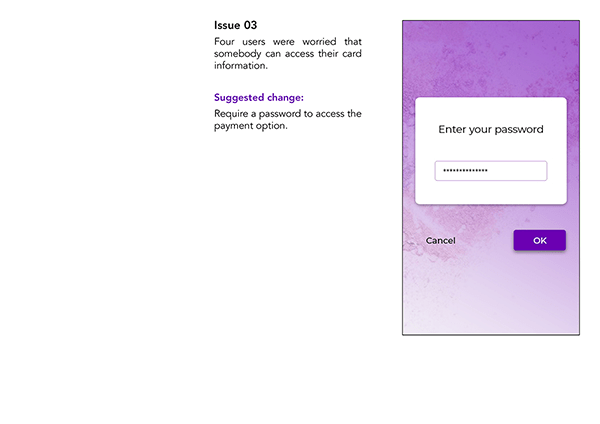 Issue 03
Four users were worried that
somebody can access their card
information.
Suggested change:
Require a password to access the
payment option.
Enter your password
**************
Cancel
OK